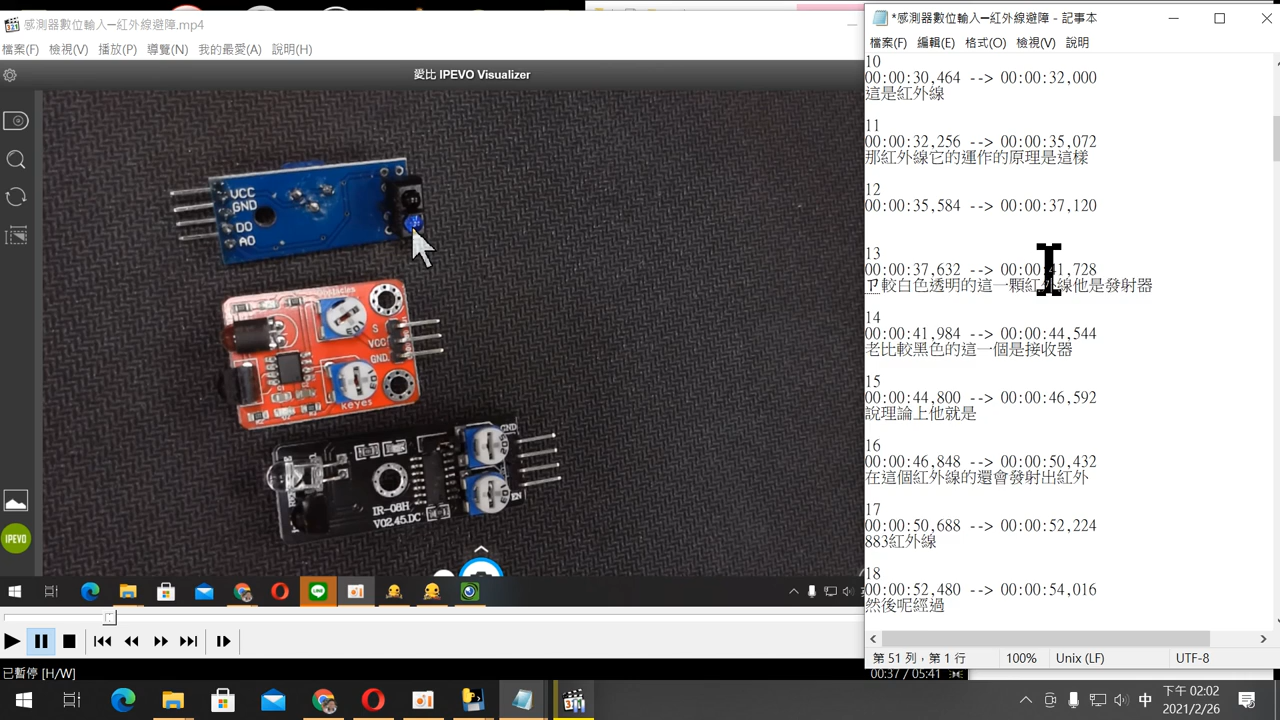 感測器數位輸入─紅外線避障.mp4
檔案(F) 檢視(V) 播放(P) 導覽(N) 我的最愛(A) 說明(H)
愛比 IPEVO Visualizer
VCC
GND
DO
AO
S
VCC
GND
keyes
GND
EN
IR-08H
V02.45.DC
IPEVO
已暫停 [H/W]
00:37 / 05:41
*感測器數位輸入─紅外線避障 - 記事本
檔案(F) 編輯(E) 格式(O) 檢視(V) 說明
10
00:00:30,464 --> 00:00:32,000
這是紅外線
11
00:00:32,256 --> 00:00:35,072
那紅外線它的運作的原理是這樣
12
00:00:35,584 --> 00:00:37,120
13
00:00:37,632 --> 00:00:41,728
較白色透明的這一顆紅外線他是發射器
14
00:00:41,984 --> 00:00:44,544
老比較黑色的這一個是接收器
15
00:00:44,800 --> 00:00:46,592
說理論上他就是
16
00:00:46,848 --> 00:00:50,432
在這個紅外線的還會發射出紅外
17
00:00:50,688 --> 00:00:52,224
883紅外線
18
00:00:52,480 --> 00:00:54,016
然後呢經過
第 51 列，第 1 行 100% Unix (LF) UTF-8
中
下午 02:02
2021/2/26